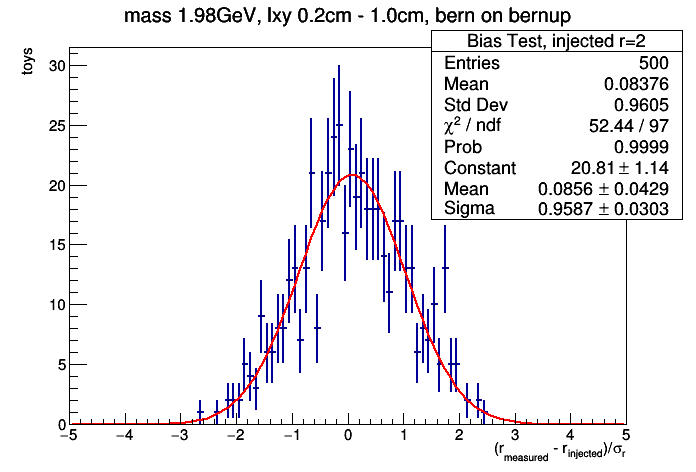 mass 1.98GeV, lxy 0.2cm - 1.0cm, bern on bernup
Bias Test, injected r=2
Entries 500
Mean 0.08376
Std Dev 0.9605
χ² / ndf 52.44 / 97
Prob 0.9999
Constant 20.81 ± 1.14
Mean 0.0856 ± 0.0429
Sigma 0.9587 ± 0.0303
toys
30
25
20
15
10
5
0
−5 −4 −3 −2 −1 0 1 2 3 4 5
(r_measured - r_injected)/σ_r